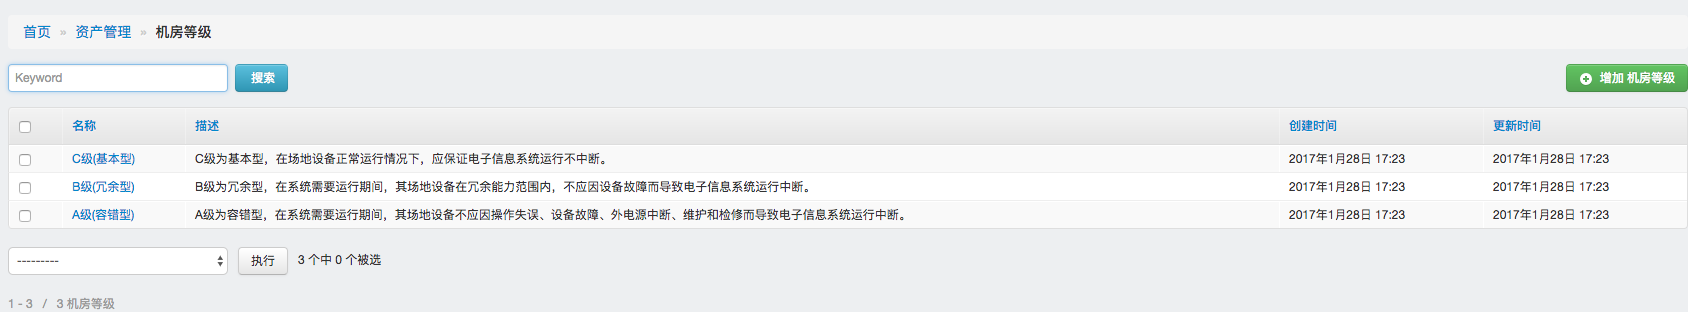 首页 » 资产管理 » 机房等级
Keyword 搜索 增加 机房等级
名称 描述 创建时间 更新时间
C级(基本型) C级为基本型，在场地设备正常运行情况下，应保证电子信息系统运行不中断。 2017年1月28日 17:23 2017年1月28日 17:23
B级(冗余型) B级为冗余型，在系统需要运行期间，其场地设备在冗余能力范围内，不应因设备故障而导致电子信息系统运行中断。 2017年1月28日 17:23 2017年1月28日 17:23
A级(容错型) A级为容错型，在系统需要运行期间，其场地设备不应因操作失误、设备故障、外电源中断、维护和检修而导致电子信息系统运行中断。 2017年1月28日 17:23 2017年1月28日 17:23
--------- 执行 3 个中 0 个被选
1 - 3 / 3 机房等级